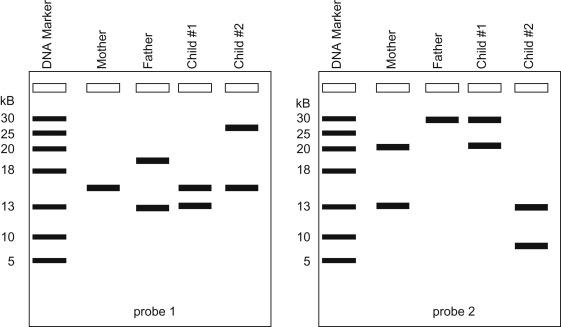 DNA Marker
Mother
Father
Child #1
Child #2
kB
30
25
20
18
13
10
5
probe 1
DNA Marker
Mother
Father
Child #1
Child #2
kB
30
25
20
18
13
10
5
probe 2